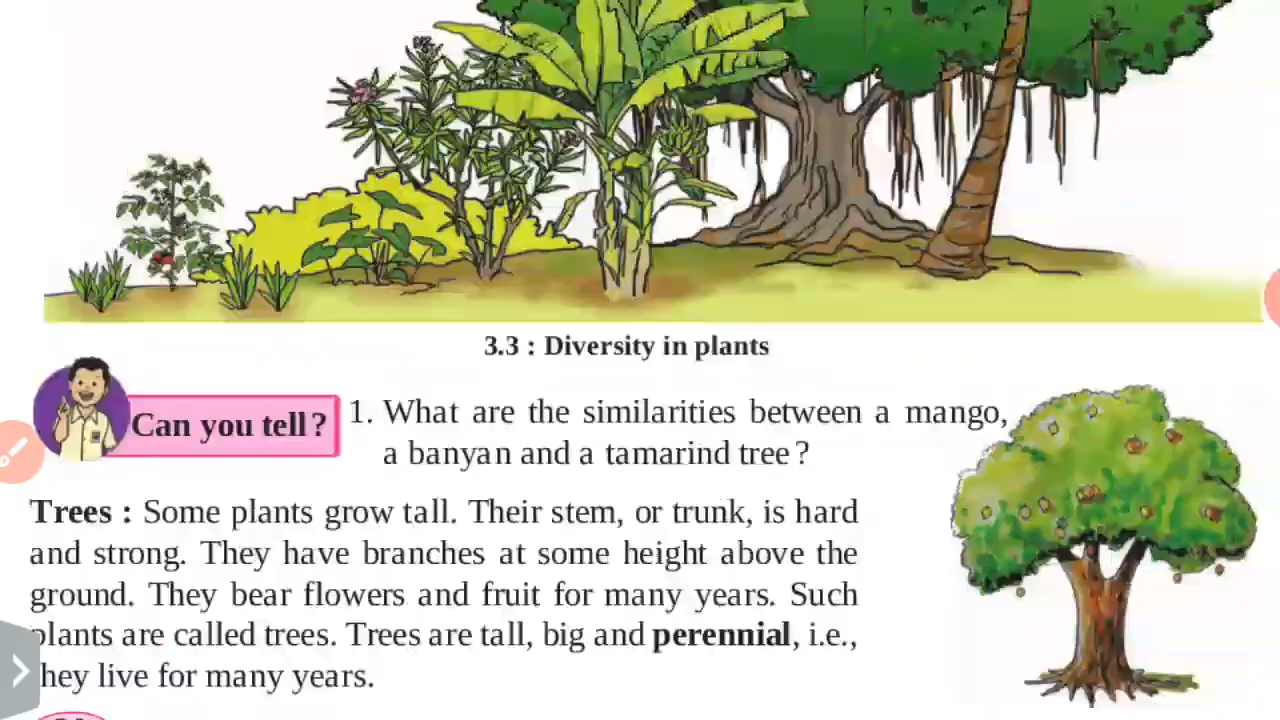 3.3 : Diversity in plants
Can you tell?
1. What are the similarities between a mango,
a banyan and a tamarind tree?
Trees : Some plants grow tall. Their stem, or trunk, is hard
and strong. They have branches at some height above the
ground. They bear flowers and fruit for many years. Such
plants are called trees. Trees are tall, big and perennial, i.e.,
they live for many years.